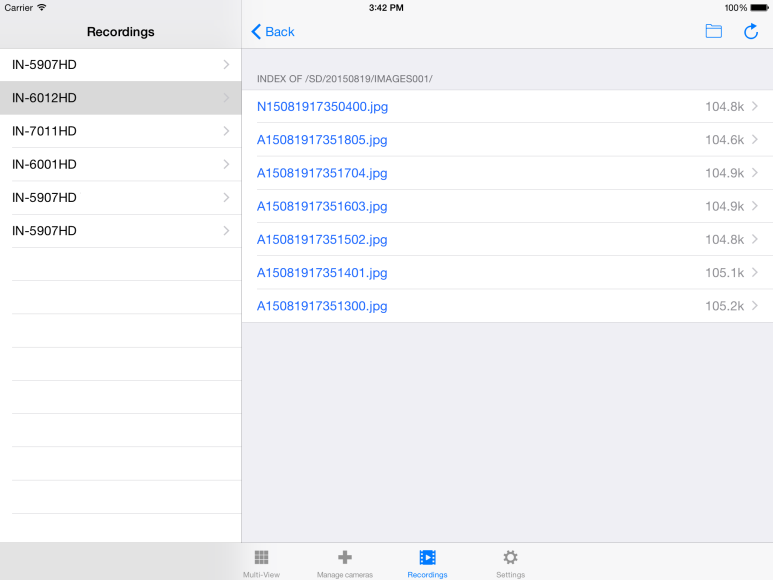 Carrier 3:42 PM 100%
Recordings
IN-5907HD
IN-6012HD
IN-7011HD
IN-6001HD
IN-5907HD
IN-5907HD
Back
INDEX OF /SD/20150819/IMAGES001/
N15081917350400.jpg 104.8k
A15081917351805.jpg 104.6k
A15081917351704.jpg 104.9k
A15081917351603.jpg 104.9k
A15081917351502.jpg 104.8k
A15081917351401.jpg 105.1k
A15081917351300.jpg 105.2k
Multi-View Manage cameras Recordings Settings